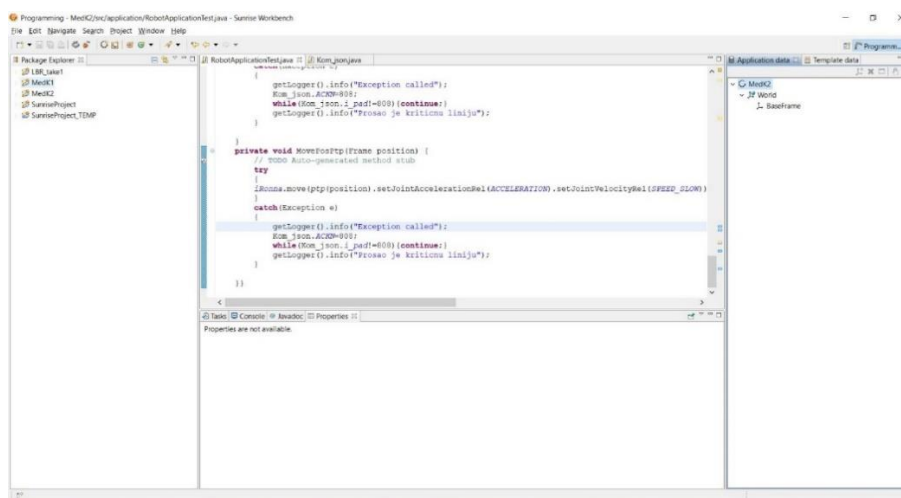 Programming - MedK2/src/application/RobotApplicationTest.java - Sunrise Workbench
File Edit Navigate Search Project Window Help
Programm...
Package Explorer
LBR_take1
MedK1
MedK2
SunriseProject
SunriseProject_TEMP
RobotApplicationTest.java Kom_json.java
catch(Exception e)
{
getLogger().info("Exception called");
Kom_json.ACKN=808;
while(Kom_json.i_pad!=808){continue;}
getLogger().info("Prosao je kriticnu liniju");
}
}
private void MovePosPtp(Frame position) {
// TODO Auto-generated method stub
try
{
iRonna.move(ptp(position).setJointAccelerationRel(ACCELERATION).setJointVelocityRel(SPEED_SLOW))
}
catch(Exception e)
{
getLogger().info("Exception called");
Kom_json.ACKN=808;
while(Kom_json.i_pad!=808){continue;}
getLogger().info("Prosao je kriticnu liniju");
}
}}
Tasks Console Javadoc Properties
Properties are not available.
Application data Template data
MedK2
World
BaseFrame